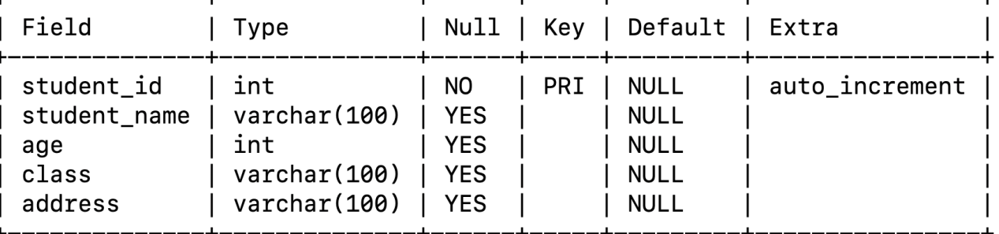 | Field        | Type         | Null | Key | Default | Extra          |
+--------------+--------------+------+-----+---------+----------------+
| student_id   | int          | NO   | PRI | NULL    | auto_increment |
| student_name | varchar(100) | YES  |     | NULL    |                |
| age          | int          | YES  |     | NULL    |                |
| class        | varchar(100) | YES  |     | NULL    |                |
| address      | varchar(100) | YES  |     | NULL    |                |
+--------------+--------------+------+-----+---------+----------------+